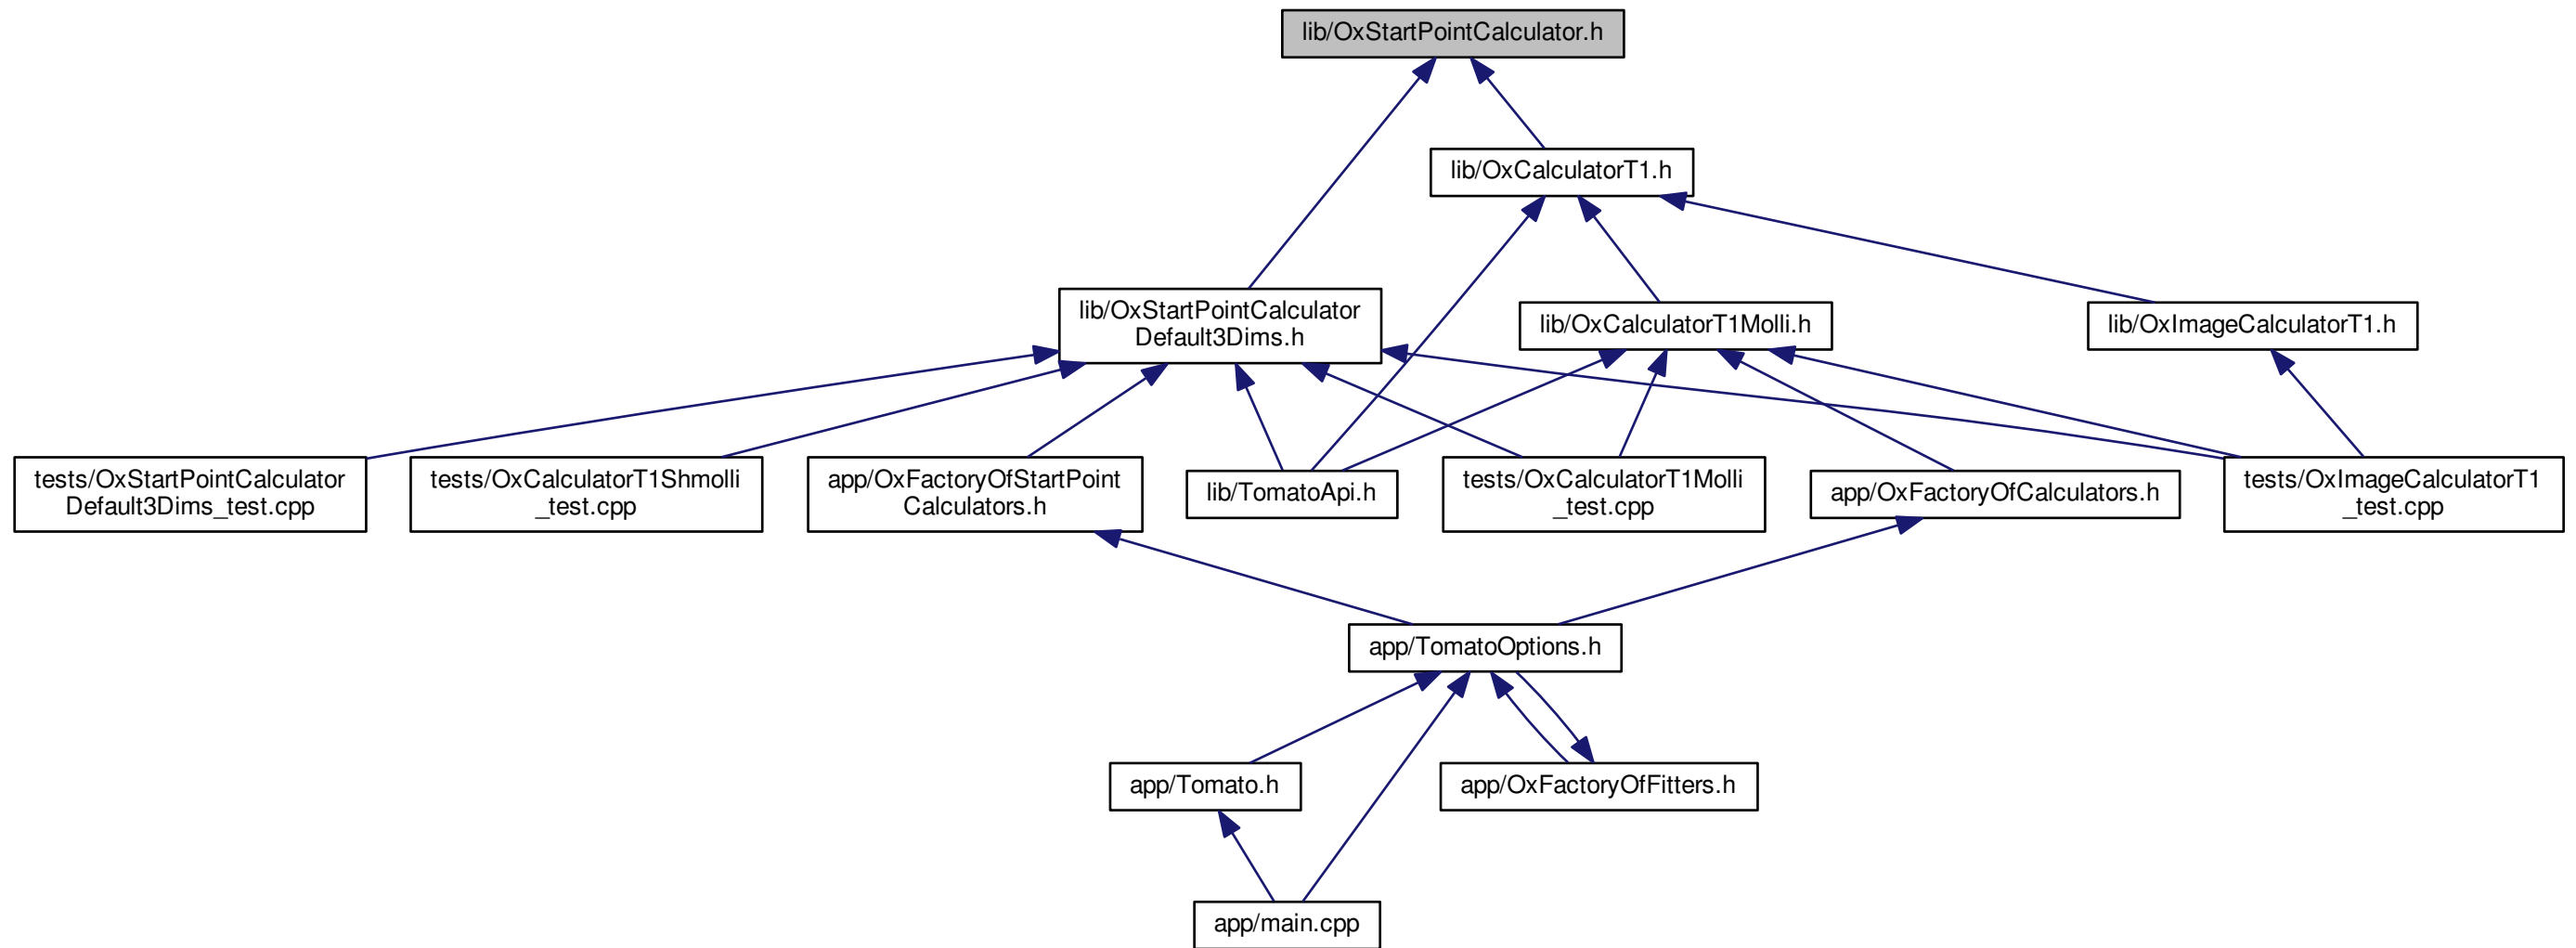 lib/OxStartPointCalculator.h
lib/OxCalculatorT1.h
lib/OxStartPointCalculator
Default3Dims.h
lib/OxCalculatorT1Molli.h
lib/OxImageCalculatorT1.h
tests/OxStartPointCalculator
Default3Dims_test.cpp
tests/OxCalculatorT1Shmolli
_test.cpp
app/OxFactoryOfStartPoint
Calculators.h
lib/TomatoApi.h
tests/OxCalculatorT1Molli
_test.cpp
app/OxFactoryOfCalculators.h
tests/OxImageCalculatorT1
_test.cpp
app/TomatoOptions.h
app/Tomato.h
app/OxFactoryOfFitters.h
app/main.cpp